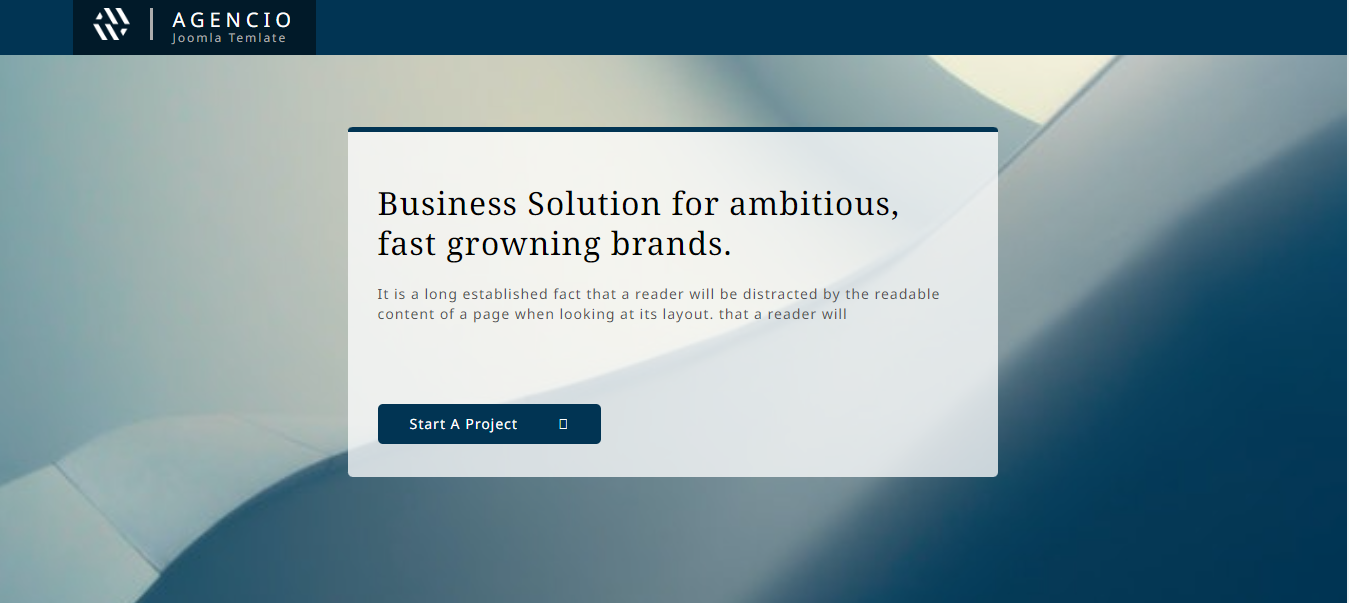 AGENCIO
Joomla Temlate
Business Solution for ambitious,
fast growning brands.
It is a long established fact that a reader will be distracted by the readable
content of a page when looking at its layout. that a reader will
Start A Project